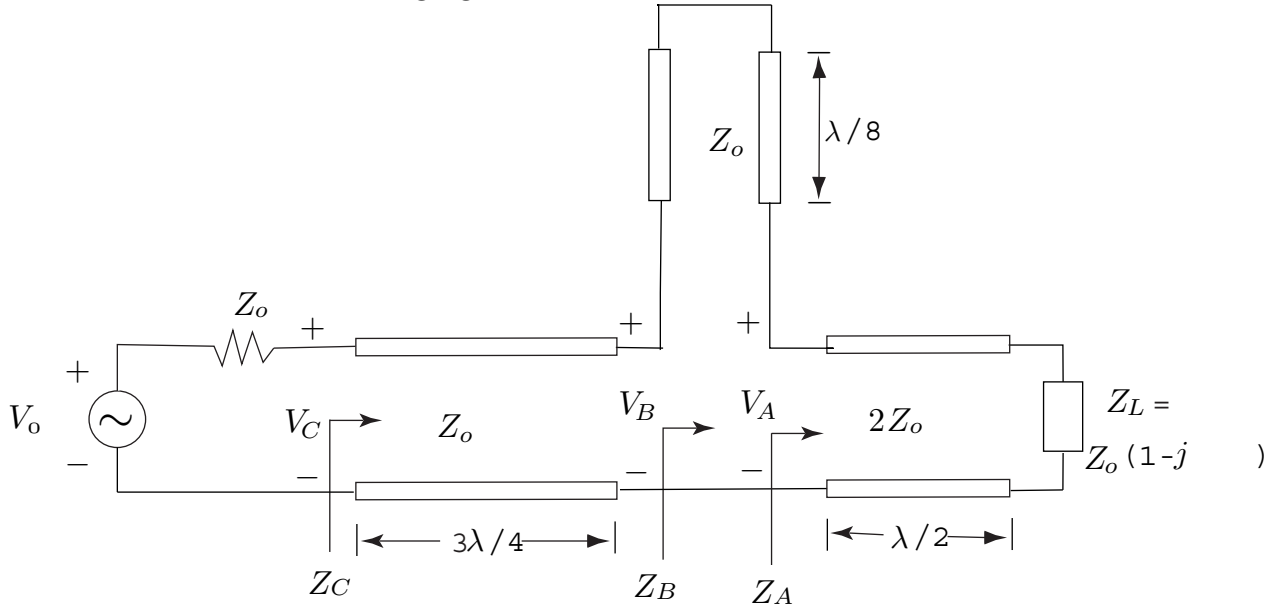 Z_o
λ/8
Z_o
+
+
+
+
V_o
V_C
Z_o
V_B
V_A
2Z_o
Z_L =
Z_o (1-j )
−
−
−
−
3λ/4
λ/2
Z_C
Z_B
Z_A